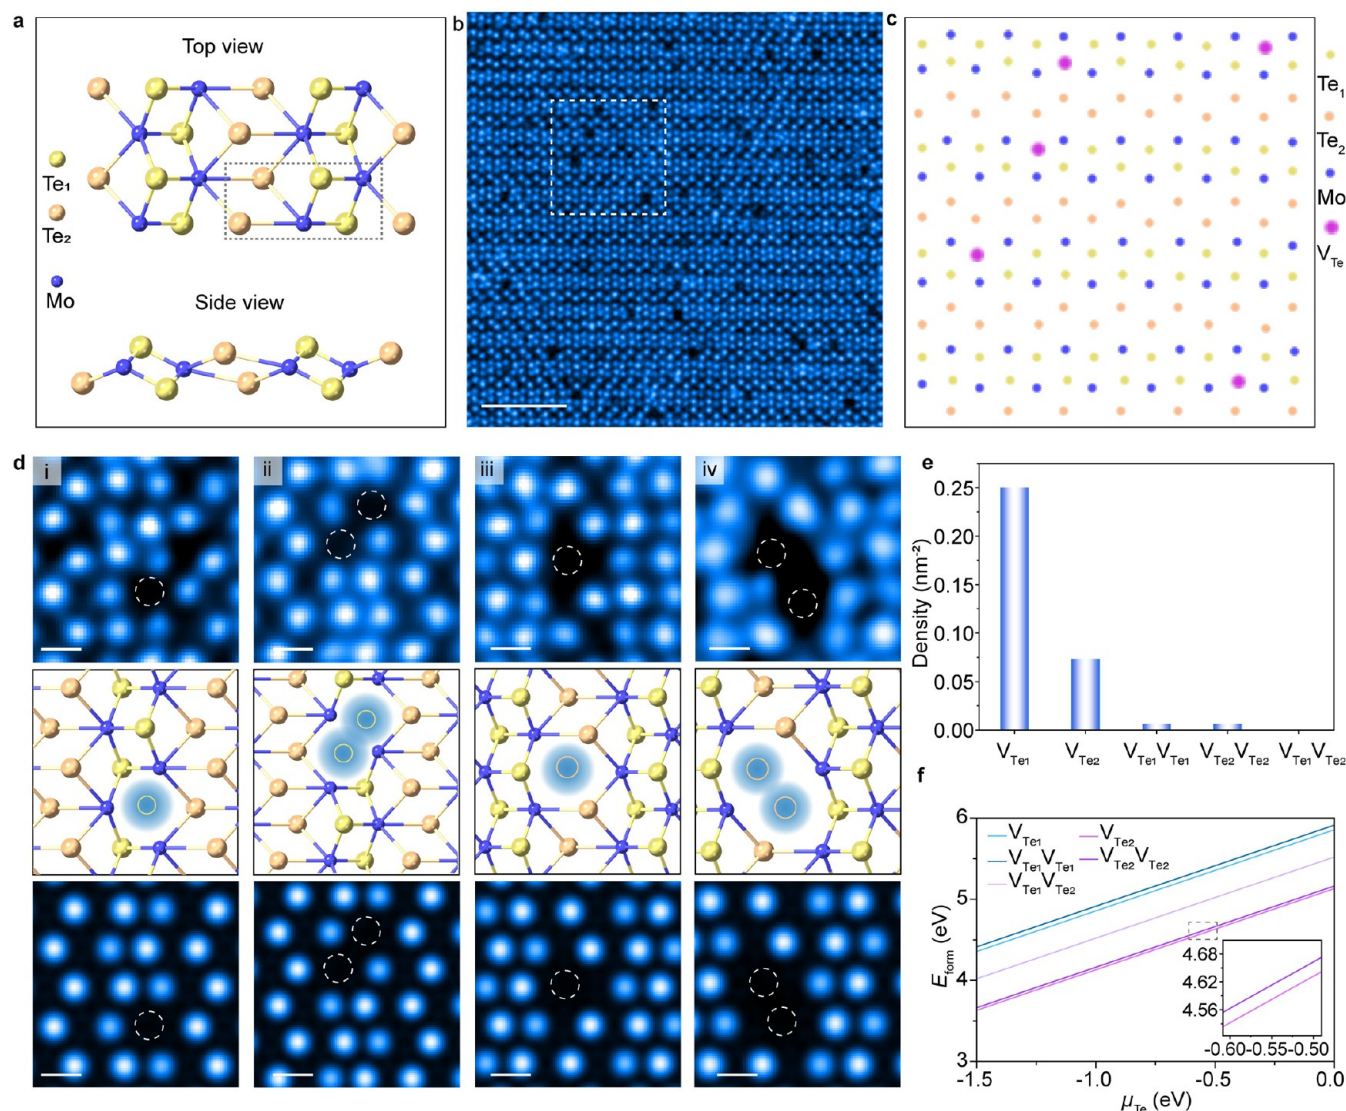 a
Top view
Te₁
Te₂
Mo
Side view
b
c
Te₁
Te₂
Mo
V_Te
d
i
ii
iii
iv
e
Density (nm⁻²)
0.25
0.20
0.25
0.10
0.05
0.00
V_Te1
V_Te2
V_Te1V_Te1
V_Te2V_Te2
V_Te1V_Te2
f
E_form (eV)
6
5
4
3
V_Te1
V_Te2
V_Te1V_Te1
V_Te2V_Te2
V_Te1V_Te2
4.68
4.62
4.56
-0.60
-0.55
-0.50
-1.5
-1.0
-0.5
0.0
μ_Te (eV)